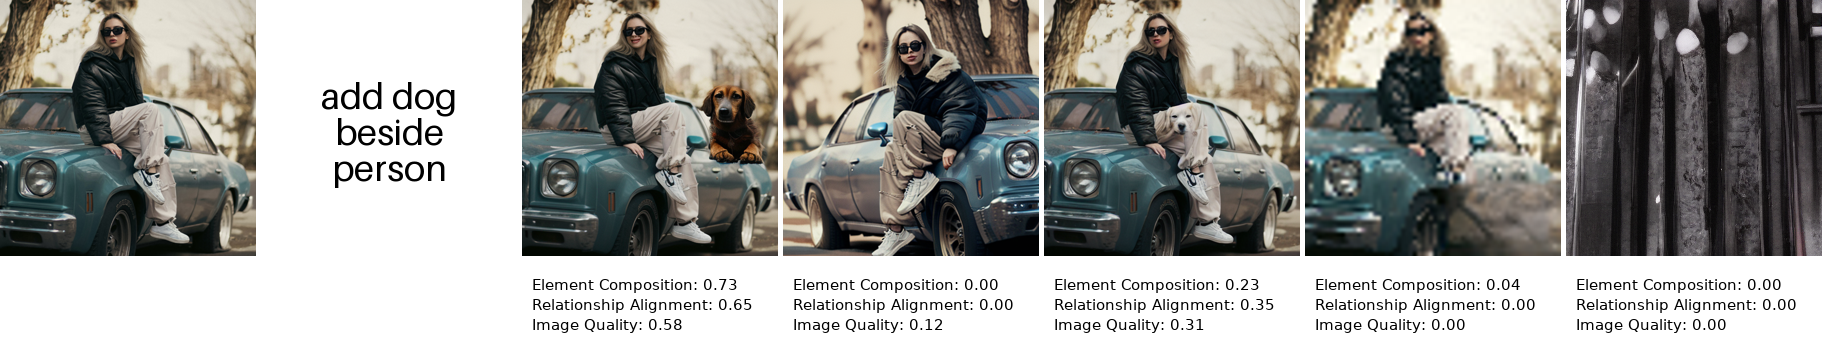 add dog
beside
person
Element Composition: 0.73
Relationship Alignment: 0.65
Image Quality: 0.58
Element Composition: 0.00
Relationship Alignment: 0.00
Image Quality: 0.12
Element Composition: 0.23
Relationship Alignment: 0.35
Image Quality: 0.31
Element Composition: 0.04
Relationship Alignment: 0.00
Image Quality: 0.00
Element Composition: 0.00
Relationship Alignment: 0.00
Image Quality: 0.00